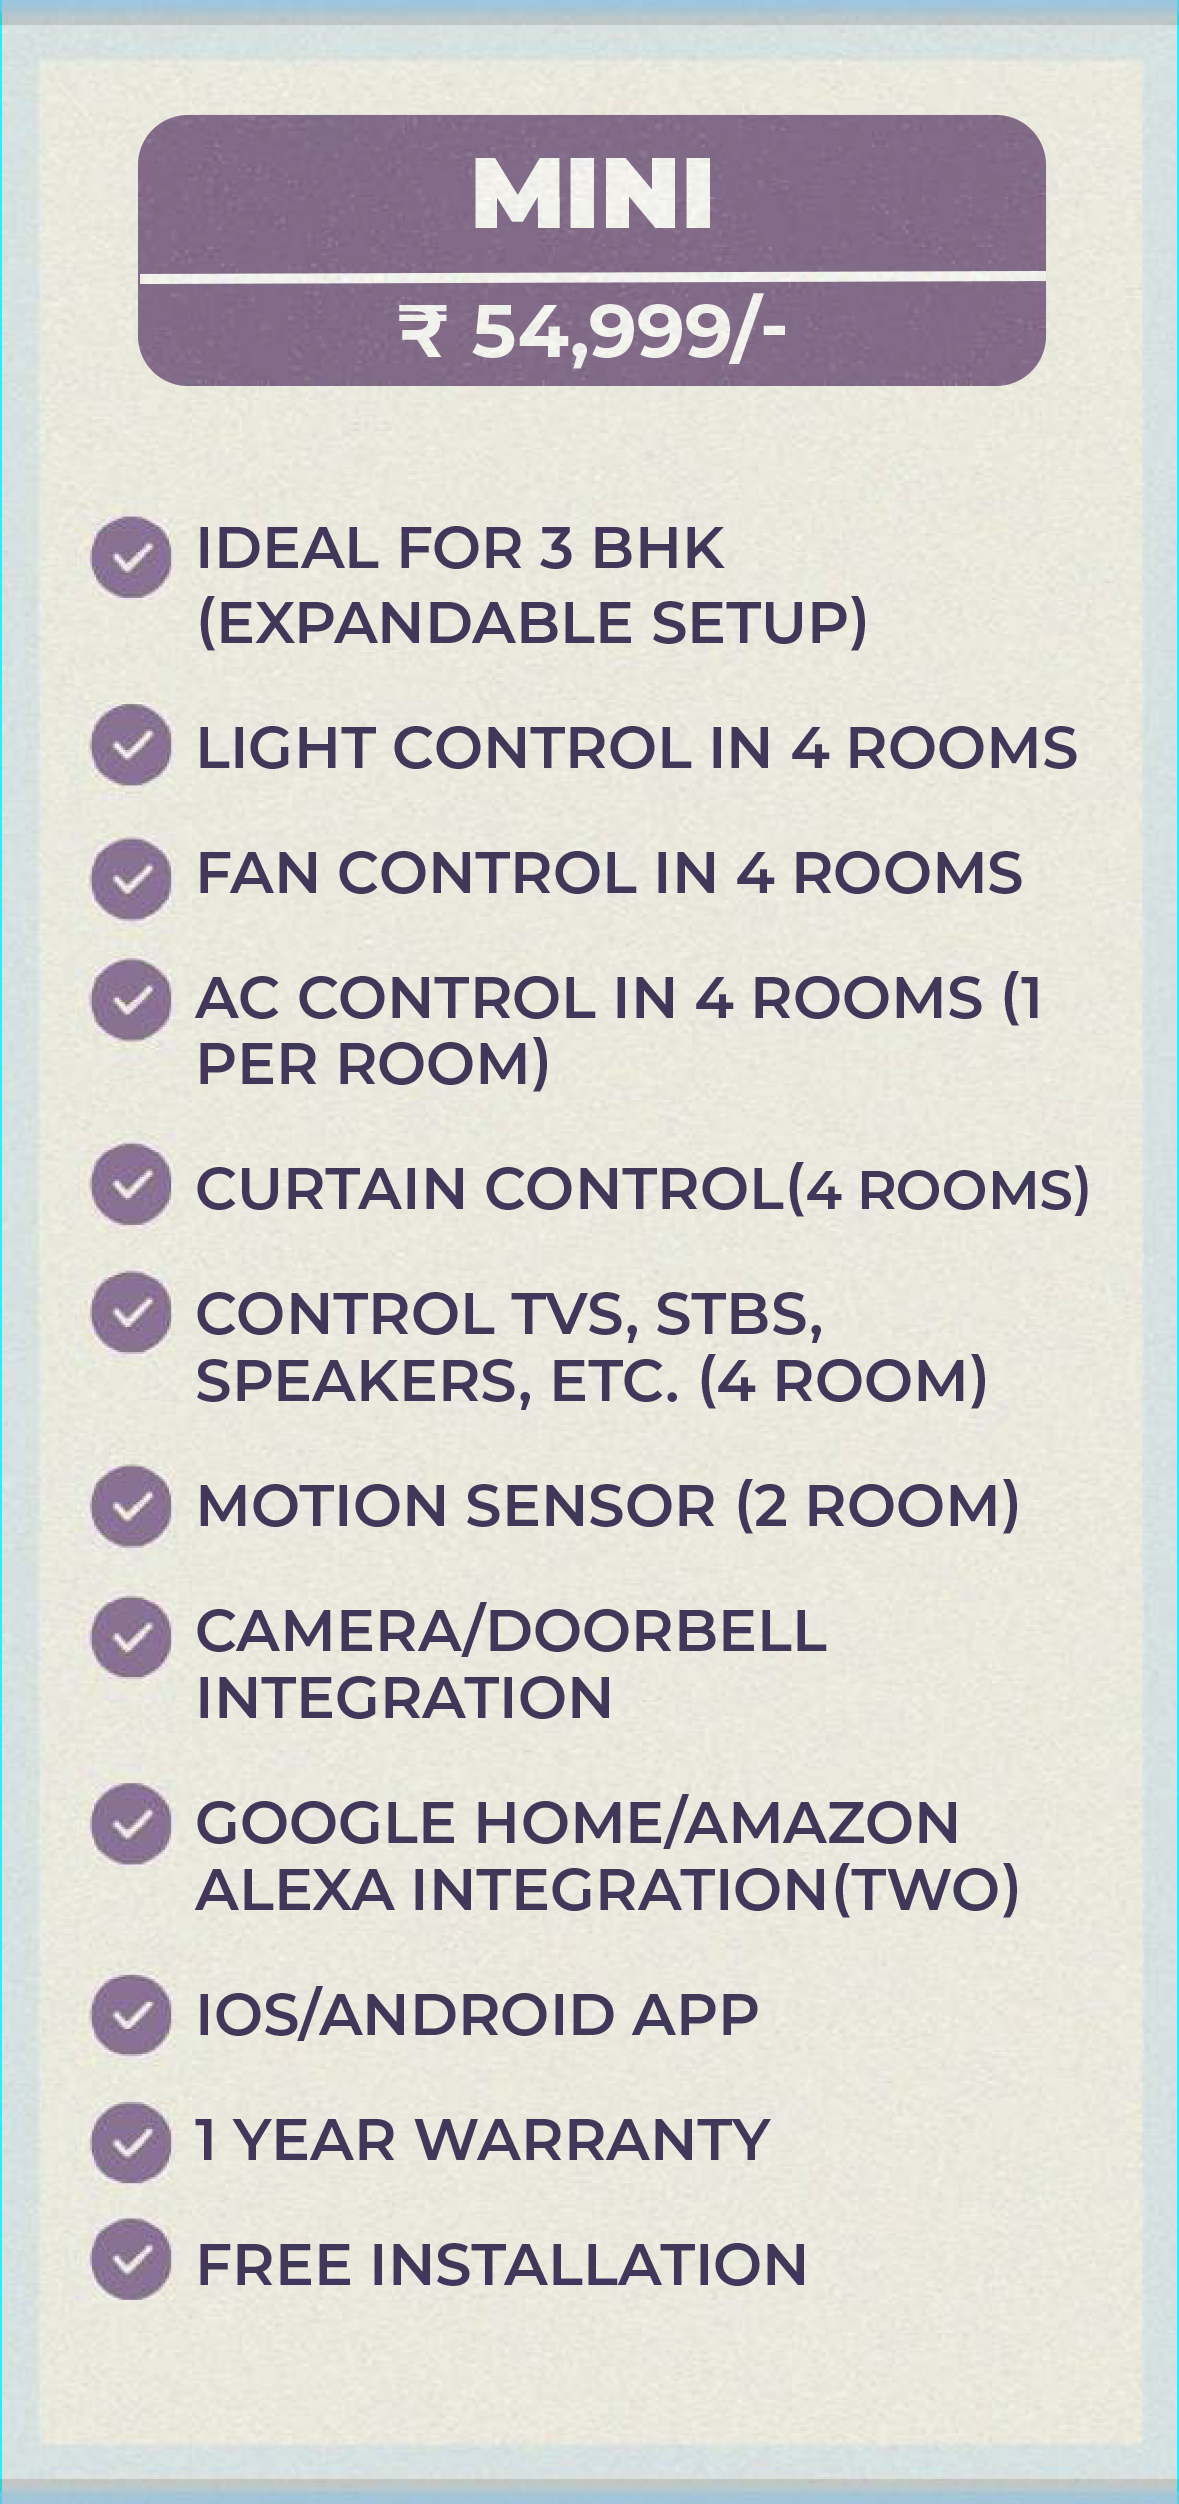 MINI
₹ 54,999/-
IDEAL FOR 3 BHK
(EXPANDABLE SETUP)
LIGHT CONTROL IN 4 ROOMS
FAN CONTROL IN 4 ROOMS
AC CONTROL IN 4 ROOMS (1
PER ROOM)
CURTAIN CONTROL(4 ROOMS)
CONTROL TVS, STBS,
SPEAKERS, ETC. (4 ROOM)
MOTION SENSOR (2 ROOM)
CAMERA/DOORBELL
INTEGRATION
GOOGLE HOME/AMAZON
ALEXA INTEGRATION(TWO)
IOS/ANDROID APP
1 YEAR WARRANTY
FREE INSTALLATION